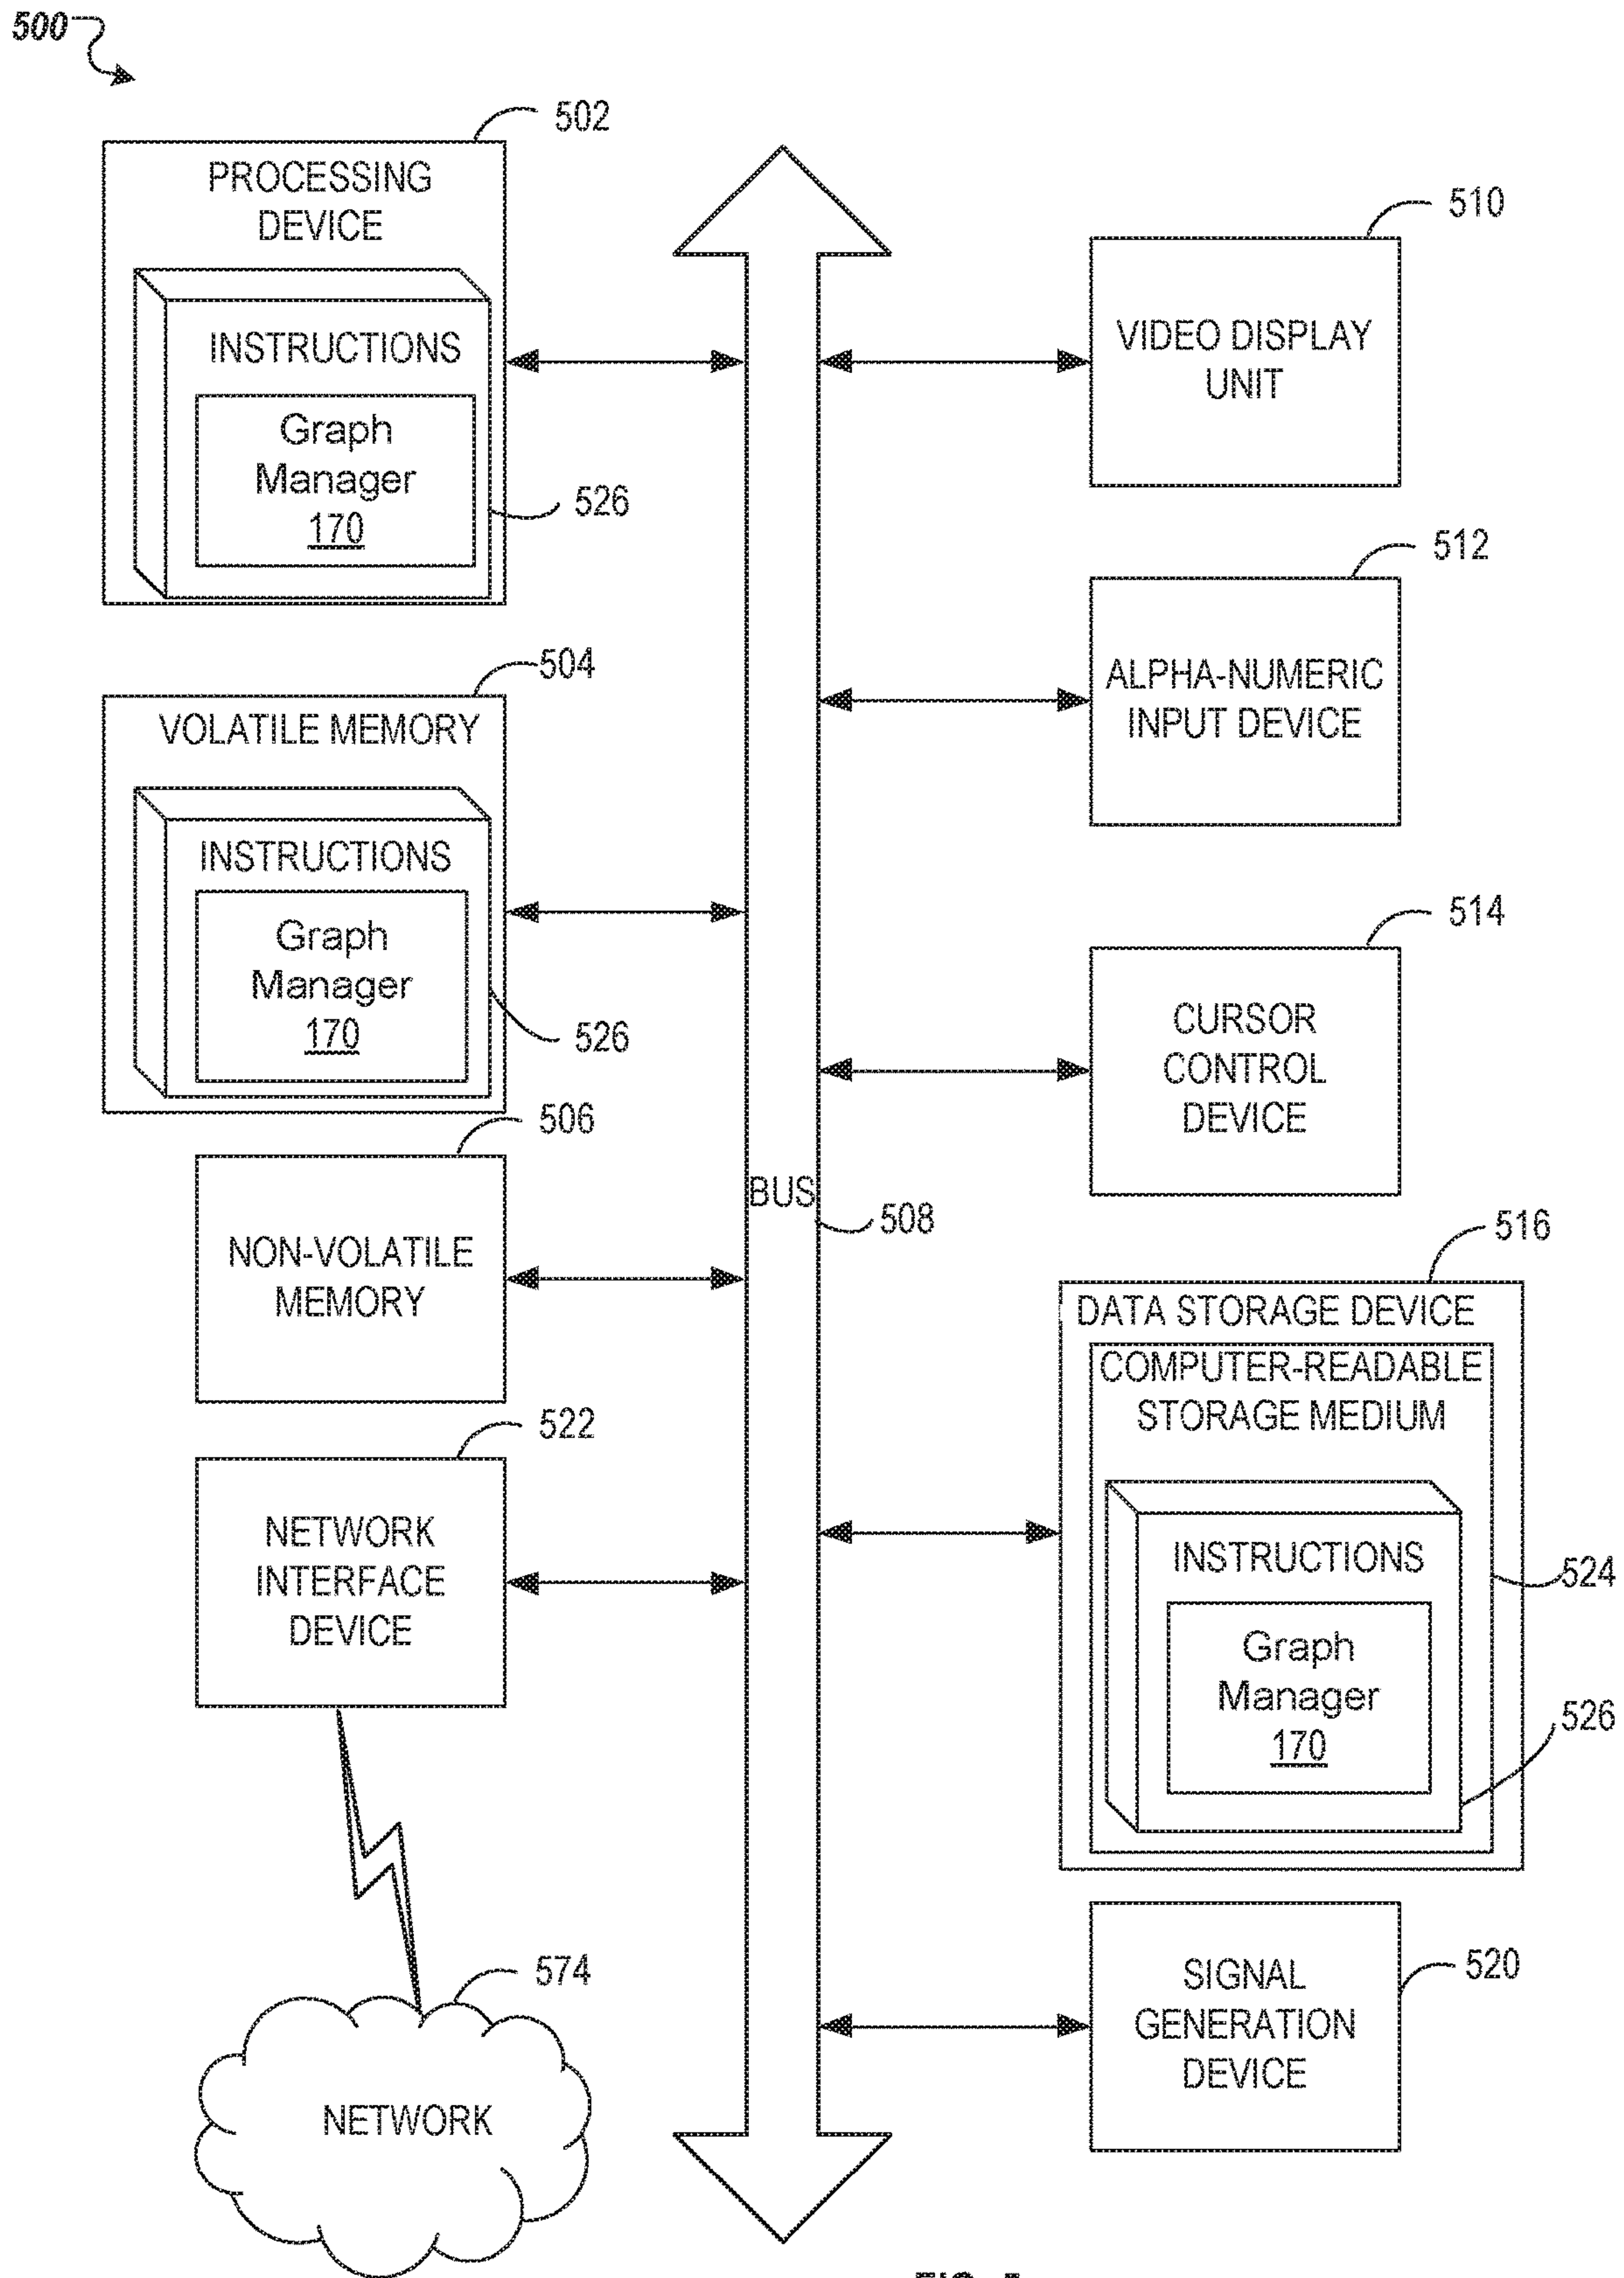 500
502
PROCESSING
DEVICE
INSTRUCTIONS
Graph
Manager
170
526
504
VOLATILE MEMORY
INSTRUCTIONS
Graph
Manager
170
526
506
NON-VOLATILE
MEMORY
522
NETWORK
INTERFACE
DEVICE
574
NETWORK
BUS
508
510
VIDEO DISPLAY
UNIT
512
ALPHA-NUMERIC
INPUT DEVICE
514
CURSOR
CONTROL
DEVICE
516
DATA STORAGE DEVICE
COMPUTER-READABLE
STORAGE MEDIUM
INSTRUCTIONS
524
Graph
Manager
170
526
520
SIGNAL
GENERATION
DEVICE